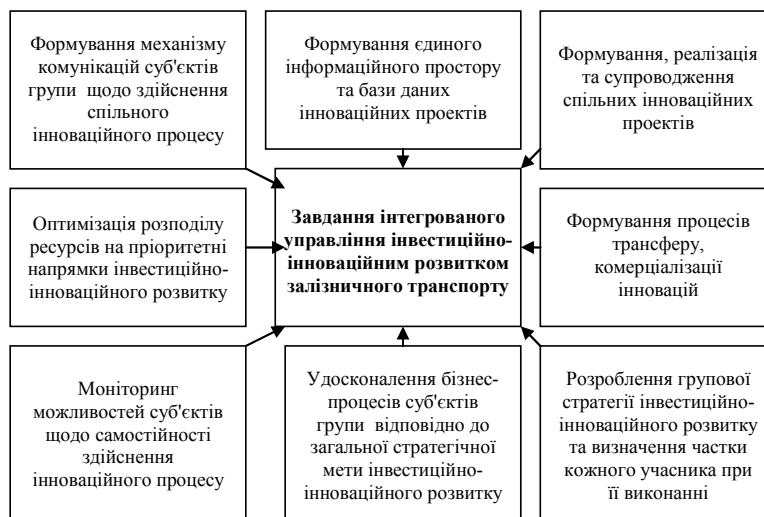 Формування механізму
комунікацій суб'єктів
групи щодо здійснення
спільного
інноваційного процесу
Формування єдиного
інформаційного простору
та бази даних
інноваційних проектів
Формування, реалізація
та супроводження
спільних інноваційних
проектів
Оптимізація розподілу
ресурсів на пріоритетні
напрямки інвестиційно-
інноваційного розвитку
Завдання інтегрованого
управління інвестиційно-
інноваційним розвитком
залізничного транспорту
Формування процесів
трансферу,
комерціалізації
інновацій
Моніторинг
можливостей суб'єктів
щодо самостійності
здійснення
інноваційного процесу
Удосконалення бізнес-
процесів суб'єктів
групи відповідно до
загальної стратегічної
мети інвестиційно-
інноваційного розвитку
Розроблення групової
стратегії інвестиційно-
інноваційного розвитку
та визначення частки
кожного учасника при
її виконанні